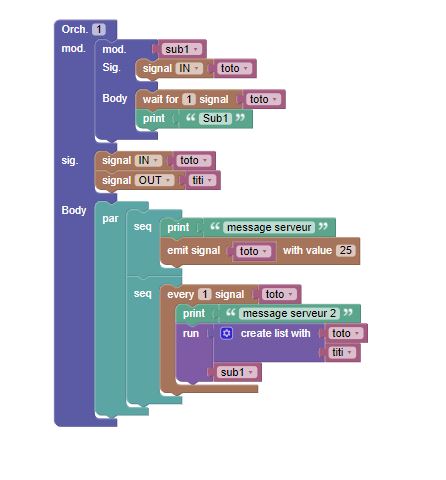 Orch. 1
mod. mod. sub1
Sig. signal IN toto
Body wait for 1 signal toto
print “ Sub1 ”
sig. signal IN toto
signal OUT titi
Body par seq print “ message serveur ”
emit signal toto with value 25
seq every 1 signal toto
print “ message serveur 2 ”
run create list with toto
titi
sub1